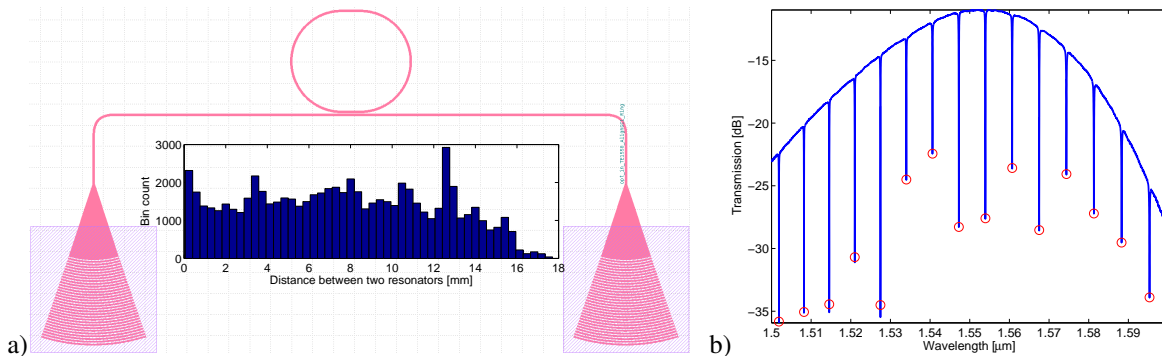 a)
3000
2000
1000
0
Bin count
0 2 4 6 8 10 12 14 16 18
Distance between two resonators [mm]
b)
−15
−20
−25
−30
−35
Transmission [dB]
1.5 1.51 1.52 1.53 1.54 1.55 1.56 1.57 1.58 1.59
Wavelength [μm]